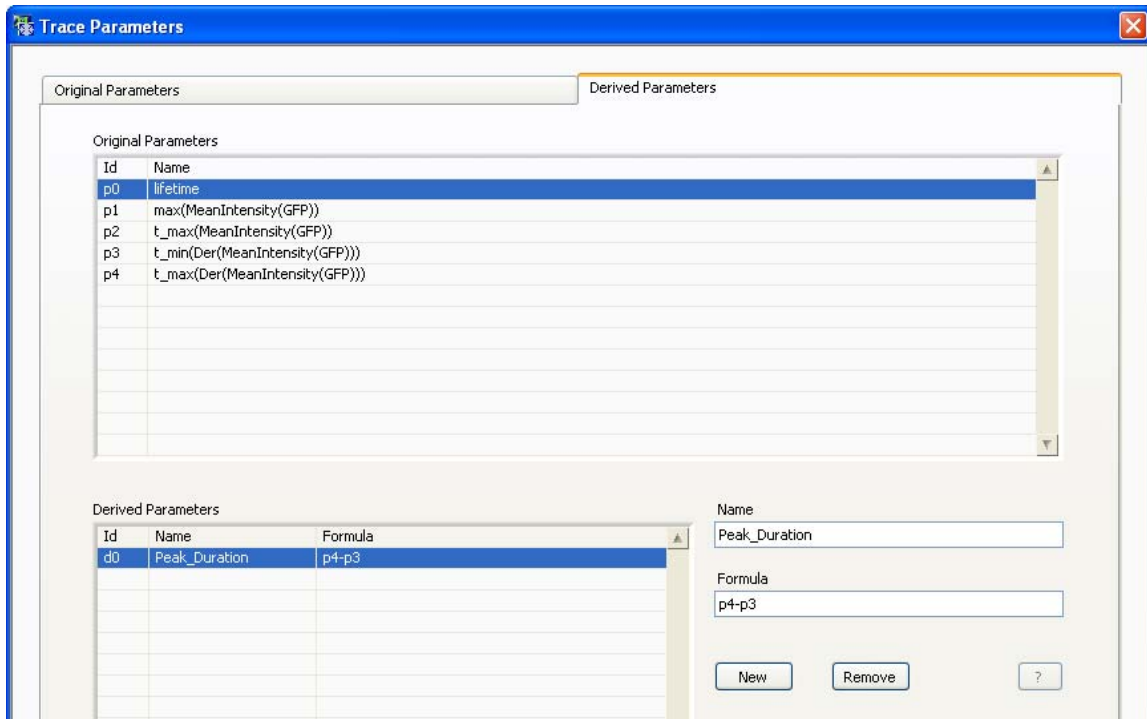 Trace Parameters
Original Parameters Derived Parameters
Original Parameters
Id Name
p0 lifetime
p1 max(MeanIntensity(GFP))
p2 t_max(MeanIntensity(GFP))
p3 t_min(Der(MeanIntensity(GFP)))
p4 t_max(Der(MeanIntensity(GFP)))
Derived Parameters
Id Name Formula
d0 Peak_Duration p4-p3
Name
Peak_Duration
Formula
p4-p3
New Remove ?